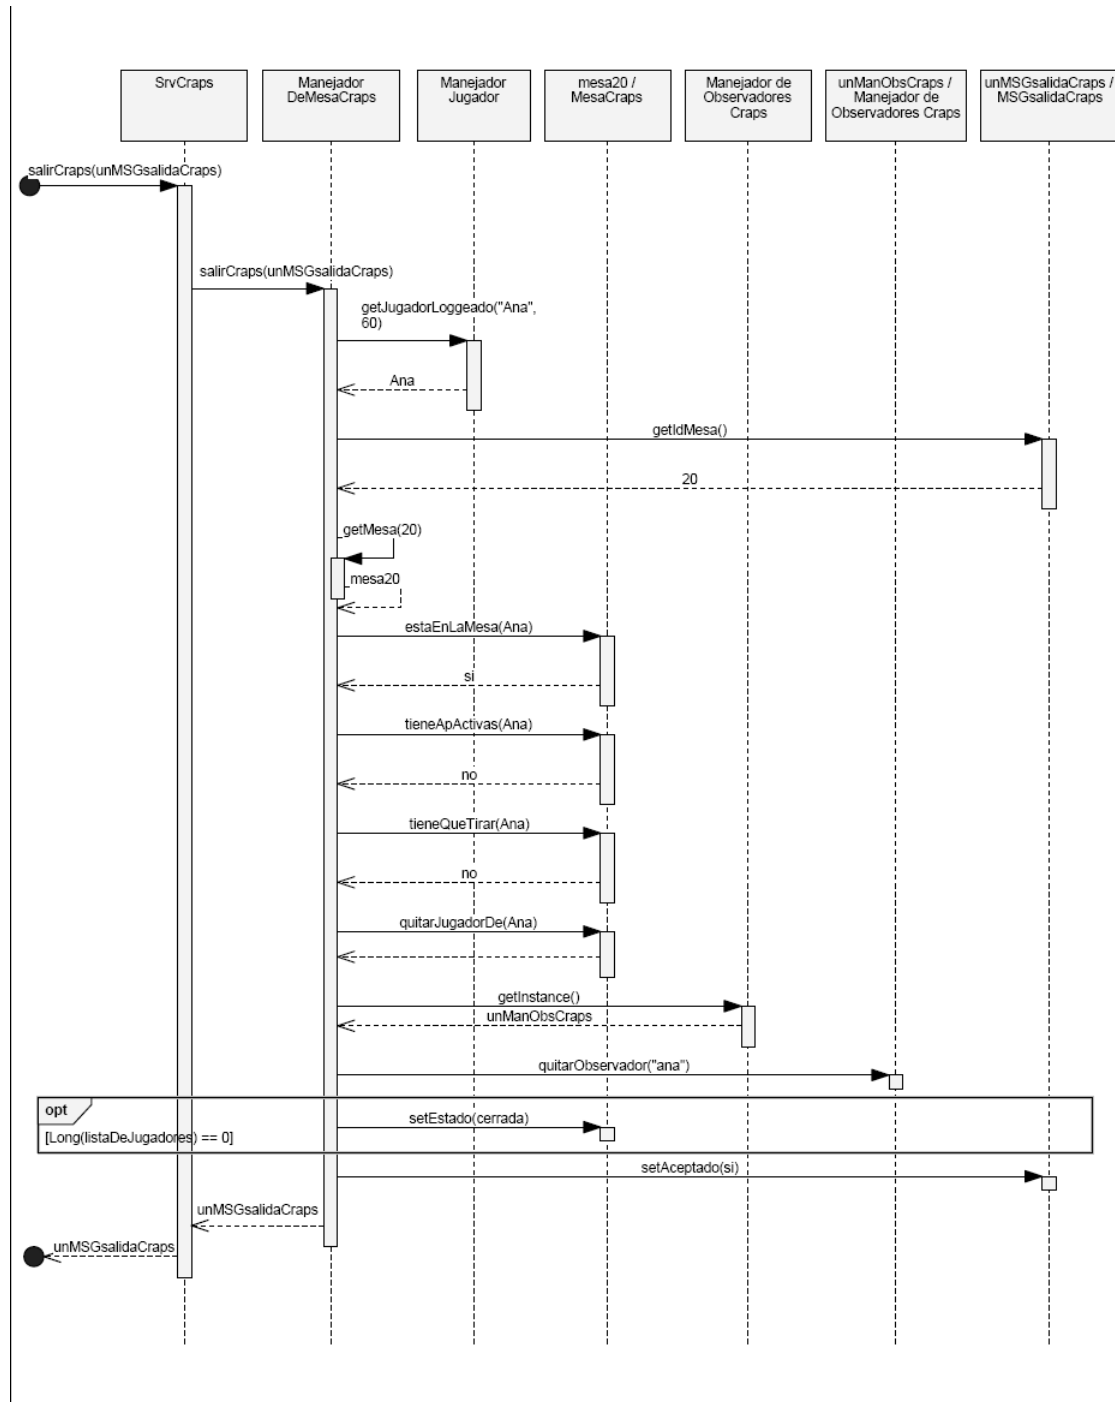 SrvCraps
Manejador
DeMesaCraps
Manejador
Jugador
mesa20 /
MesaCraps
Manejador de
Observadores
Craps
unManObsCraps /
Manejador de
Observadores Craps
unMSGsalidaCraps /
MSGsalidaCraps
salirCraps(unMSGsalidaCraps)
salirCraps(unMSGsalidaCraps)
getJugadorLoggeado("Ana",
60)
Ana
getIdMesa()
20
getMesa(20)
mesa20
estaEnLaMesa(Ana)
si
tieneApActivas(Ana)
no
tieneQueTirar(Ana)
no
quitarJugadorDe(Ana)
getInstance()
unManObsCraps
quitarObservador("ana")
opt
setEstado(cerrada)
[Long(listaDeJugadores) == 0]
setAceptado(si)
unMSGsalidaCraps
unMSGsalidaCraps